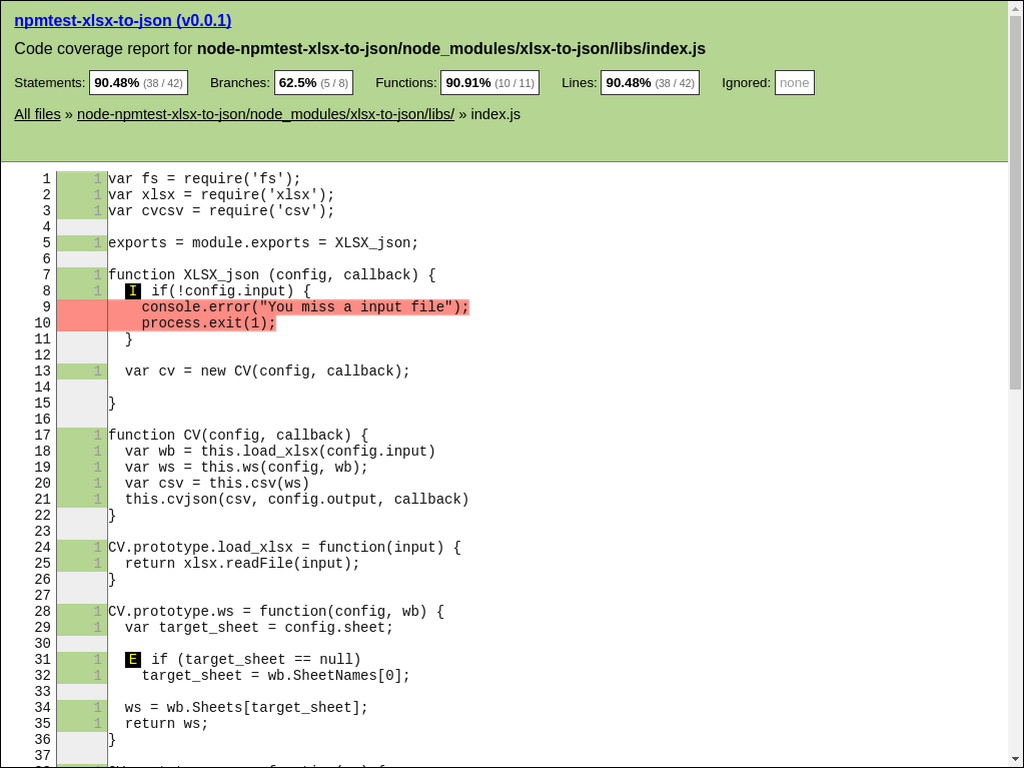 npmtest-xlsx-to-json (v0.0.1)
Code coverage report for node-npmtest-xlsx-to-json/node_modules/xlsx-to-json/libs/index.js
Statements: 90.48% (38 / 42) Branches: 62.5% (5 / 8) Functions: 90.91% (10 / 11) Lines: 90.48% (38 / 42) Ignored: none
All files » node-npmtest-xlsx-to-json/node_modules/xlsx-to-json/libs/ » index.js
1 1 var fs = require('fs');
2 1 var xlsx = require('xlsx');
3 1 var cvcsv = require('csv');
4
5 1 exports = module.exports = XLSX_json;
6
7 1 function XLSX_json (config, callback) {
8 1 I if(!config.input) {
9 console.error("You miss a input file");
10 process.exit(1);
11 }
12
13 1 var cv = new CV(config, callback);
14
15 }
16
17 1 function CV(config, callback) {
18 1 var wb = this.load_xlsx(config.input)
19 1 var ws = this.ws(config, wb);
20 1 var csv = this.csv(ws)
21 1 this.cvjson(csv, config.output, callback)
22 }
23
24 1 CV.prototype.load_xlsx = function(input) {
25 1 return xlsx.readFile(input);
26 }
27
28 1 CV.prototype.ws = function(config, wb) {
29 1 var target_sheet = config.sheet;
30
31 1 E if (target_sheet == null)
32 1 target_sheet = wb.SheetNames[0];
33
34 1 ws = wb.Sheets[target_sheet];
35 1 return ws;
36 }
37